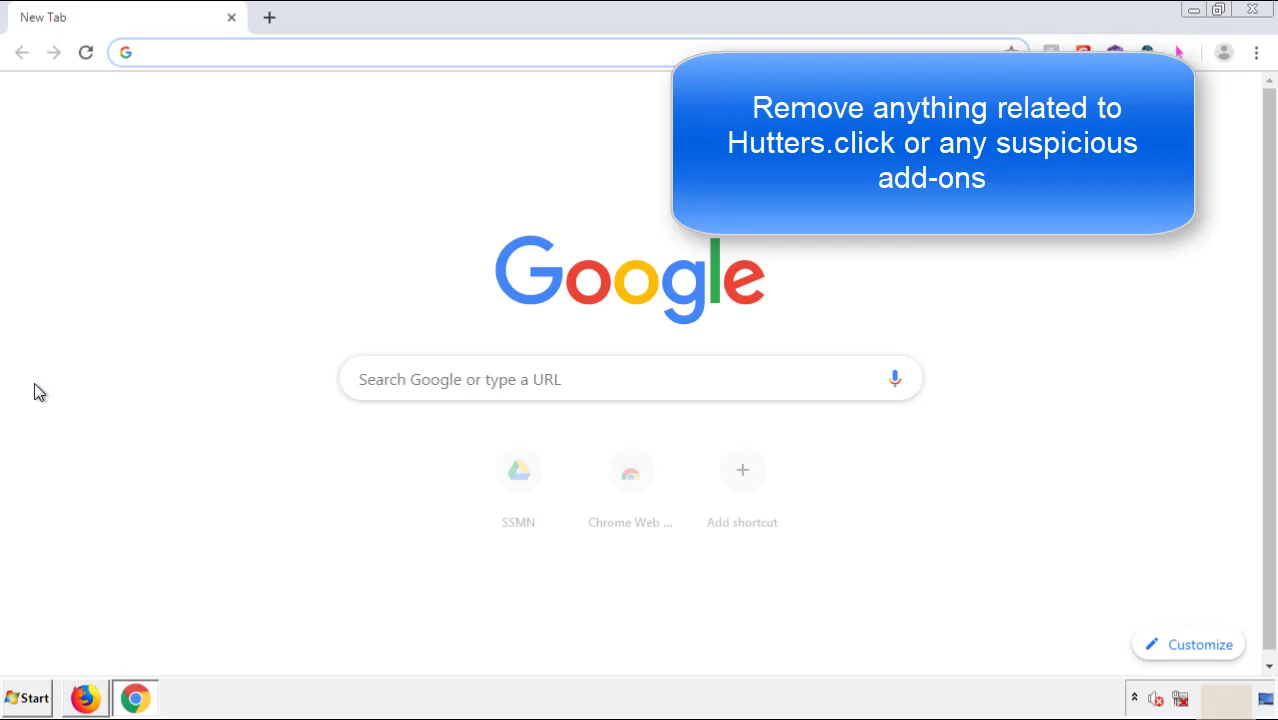 New Tab
Remove anything related to
Hutters.click or any suspicious
add-ons
Google
Search Google or type a URL
SSMN
Chrome Web ...
Add shortcut
Customize
Start